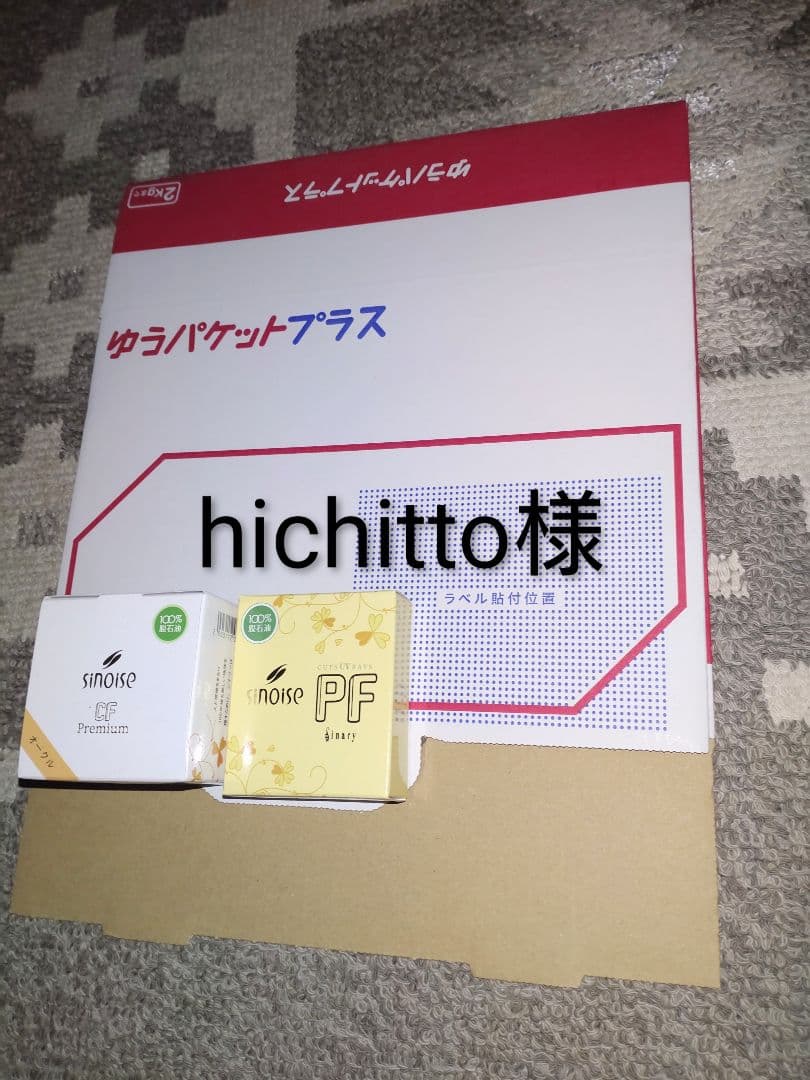 ゆうパケットプラス
2kgまで
ゆうパケットプラス
hichitto様
ラベル貼付位置
100%
脱石油
sinoise
CF
Premium
オークル
100%
脱石油
sinoise
CUTS UV RAYS
PF
finary